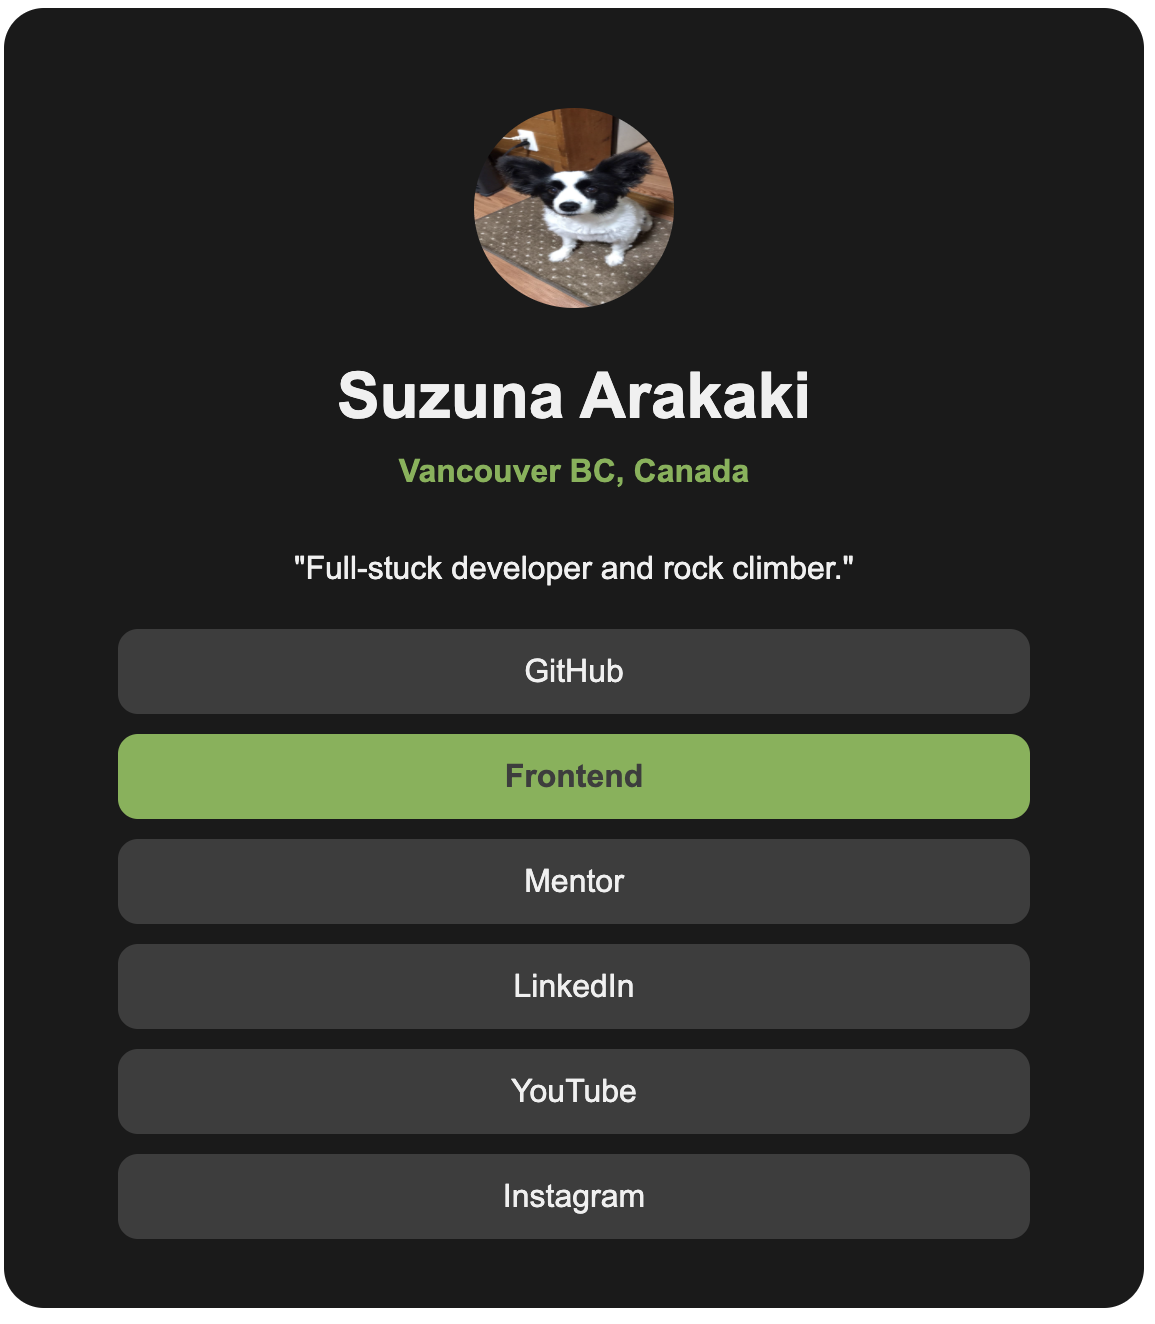 Suzuna Arakaki
Vancouver BC, Canada
"Full-stuck developer and rock climber."
GitHub
Frontend
Mentor
LinkedIn
YouTube
Instagram